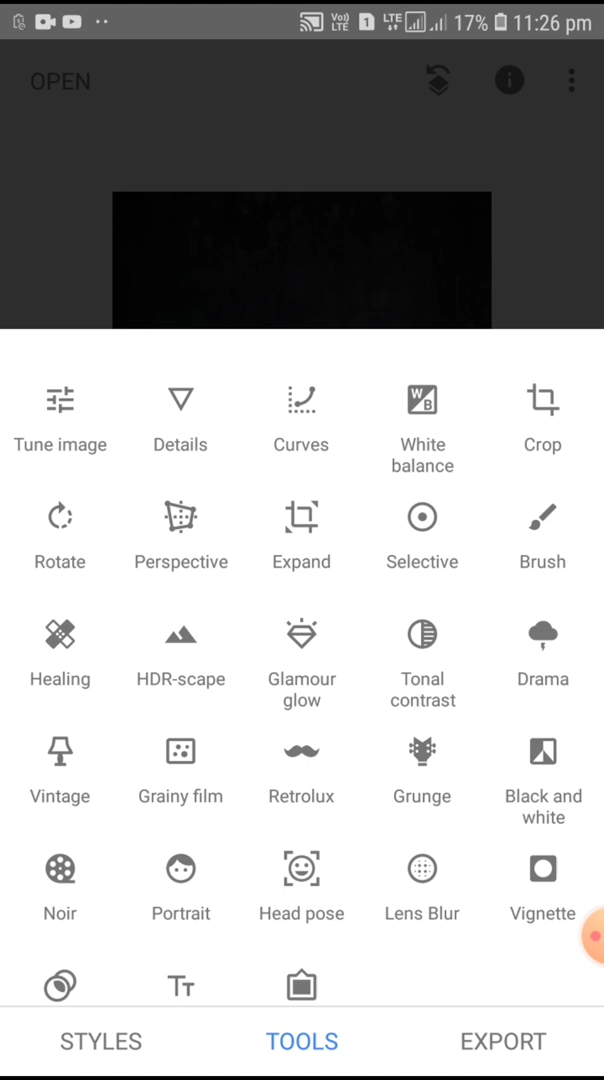 Vo) LTE 1 LTE 17% 11:26 pm
OPEN
Tune image Details Curves White balance Crop
Rotate Perspective Expand Selective Brush
Healing HDR-scape Glamour glow Tonal contrast Drama
Vintage Grainy film Retrolux Grunge Black and white
Noir Portrait Head pose Lens Blur Vignette
STYLES TOOLS EXPORT